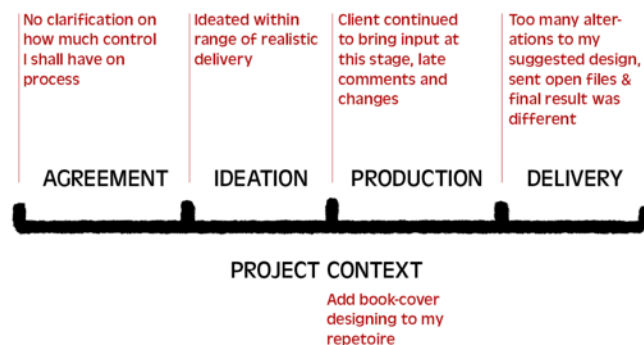 No clarification on
how much control
I shall have on
process
Ideated within
range of realistic
delivery
Client continued
to bring input at
this stage, late
comments and
changes
Too many alter-
ations to my
suggested design,
sent open files &
final result was
different
AGREEMENT
IDEATION
PRODUCTION
DELIVERY
PROJECT CONTEXT
Add book-cover
designing to my
repetoire